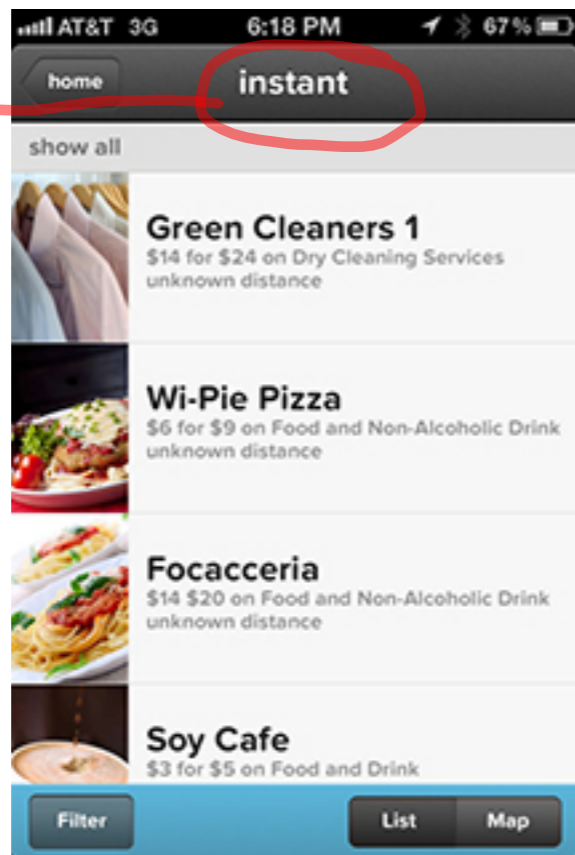 AT&T 3G 6:18 PM 67%
home instant
show all
Green Cleaners 1
$14 for $24 on Dry Cleaning Services
unknown distance
Wi-Pie Pizza
$6 for $9 on Food and Non-Alcoholic Drink
unknown distance
Focacceria
$14 $20 on Food and Non-Alcoholic Drink
unknown distance
Soy Cafe
$3 for $5 on Food and Drink
Filter List Map